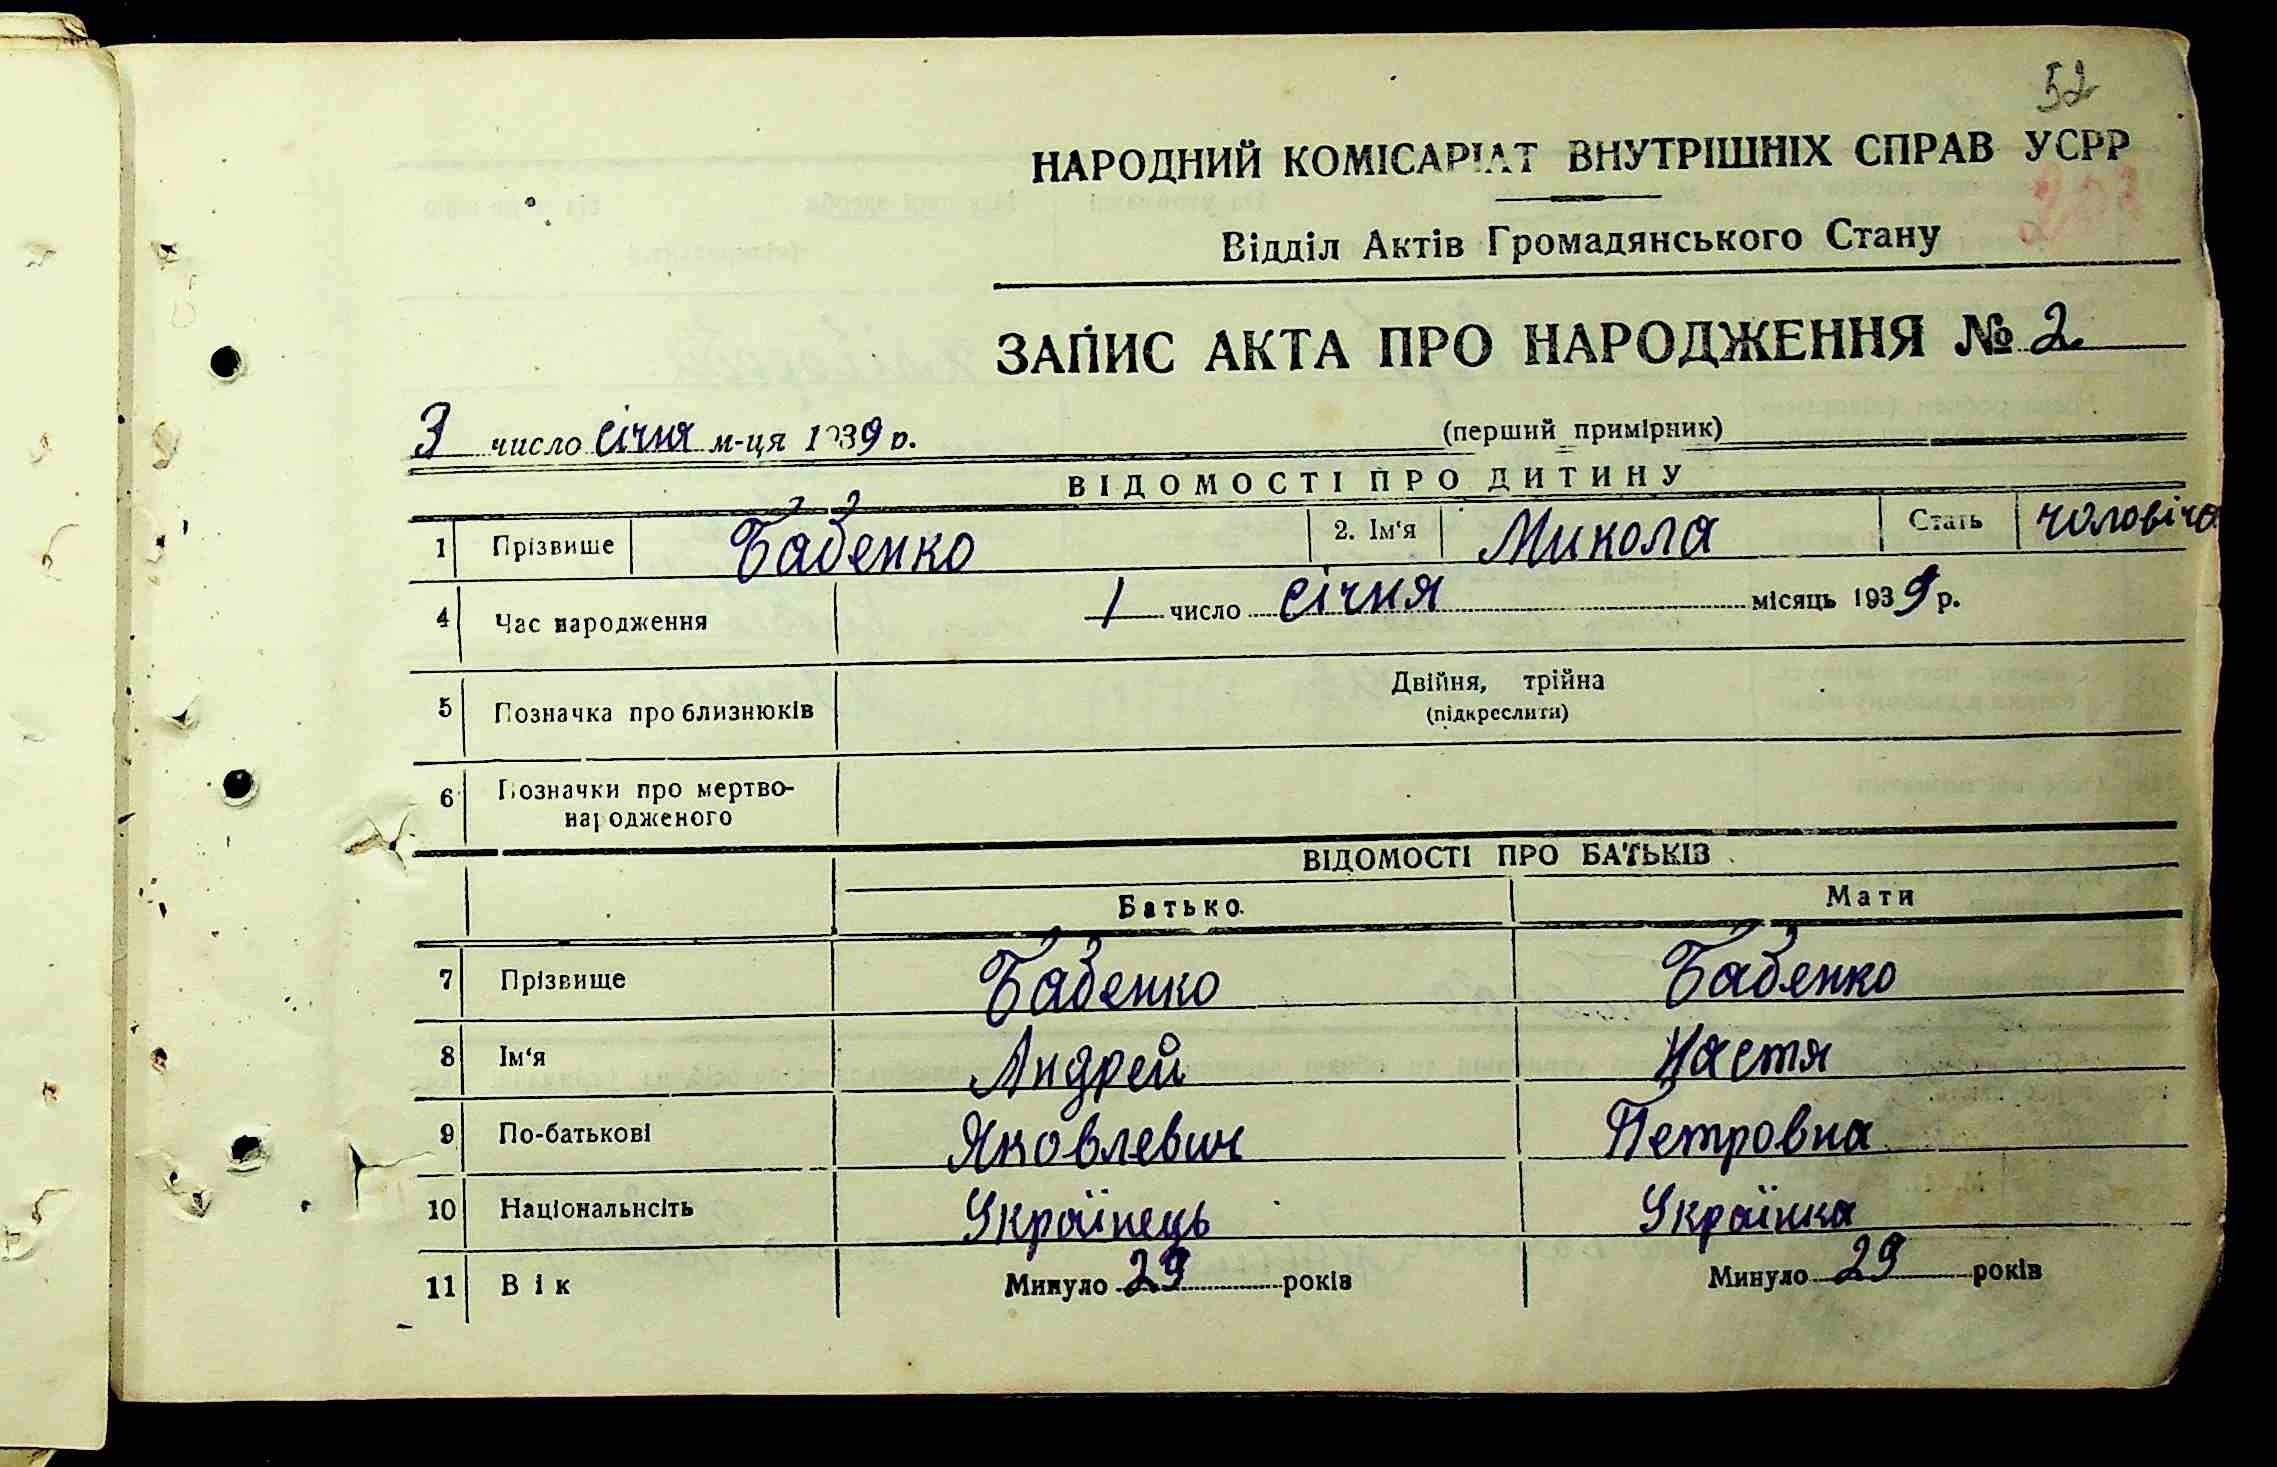 52
НАРОДНИЙ КОМІСАРІАТ ВНУТРІШНІХ СПРАВ УСРР
Відділ Актів Громадянського Стану
ЗАПИС АКТА ПРО НАРОДЖЕННЯ № 2
3 число січня м-ця 1939 р. (перший примірник)
ВІДОМОСТІ ПРО ДИТИНУ
1 Прізвище Бабенко 2. Ім‘я Микола Стать чоловіча
4 Час народження 1 число січня місяць 1939 р.
5 Позначка про близнюків Двійня, трійна
(підкреслити)
6 Позначки про мертво-
народженого
ВІДОМОСТІ ПРО БАТЬКІВ
Батько Мати
7 Прізвище Бабенко Бабенко
8 Ім‘я Андрей Настя
9 По-батькові Яковлевич Петровна
10 Національнсіть Українець Українка
11 Вік Минуло 29 років Минуло 29 років